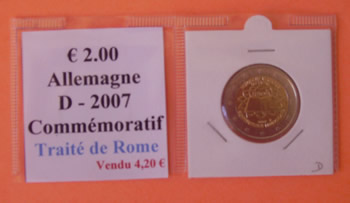 € 2.00
Allemagne
D - 2007
Commémoratif
Traité de Rome
Vendu 4,20 €
D